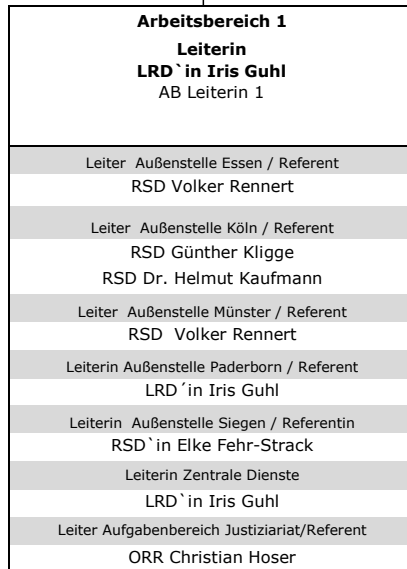 Arbeitsbereich 1
Leiterin
LRD`in Iris Guhl
AB Leiterin 1
Leiter Außenstelle Essen / Referent
RSD Volker Rennert
Leiter Außenstelle Köln / Referent
RSD Günther Kligge
RSD Dr. Helmut Kaufmann
Leiter Außenstelle Münster / Referent
RSD Volker Rennert
Leiterin Außenstelle Paderborn / Referent
LRD´in Iris Guhl
Leiterin Außenstelle Siegen / Referentin
RSD`in Elke Fehr-Strack
Leiterin Zentrale Dienste
LRD`in Iris Guhl
Leiter Aufgabenbereich Justiziariat/Referent
ORR Christian Hoser